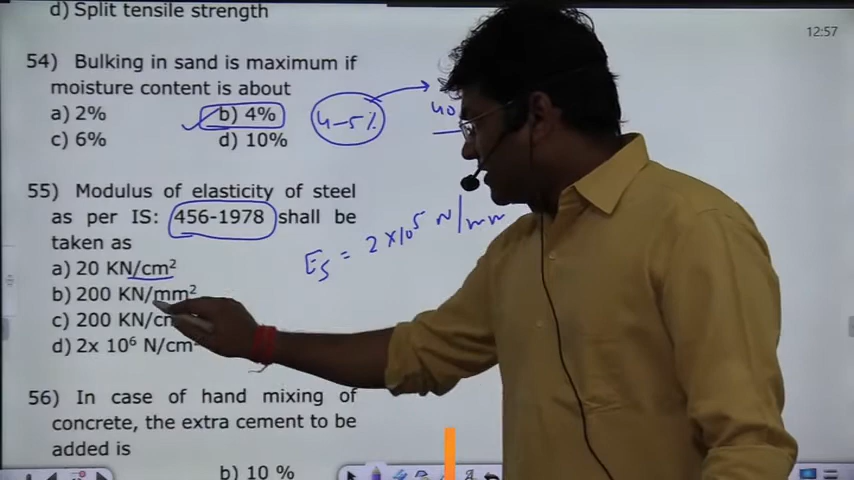 d) Split tensile strength
12:57
54) Bulking in sand is maximum if
moisture content is about
a) 2% b) 4%
c) 6% d) 10%
4-5%
40
55) Modulus of elasticity of steel
as per IS: 456-1978 shall be
taken as
a) 20 KN/cm²
b) 200 KN/mm²
c) 200 KN/cm
d) 2x 10⁶ N/cm²
Es = 2 x 10⁵ N/mm
56) In case of hand mixing of
concrete, the extra cement to be
added is
b) 10 %